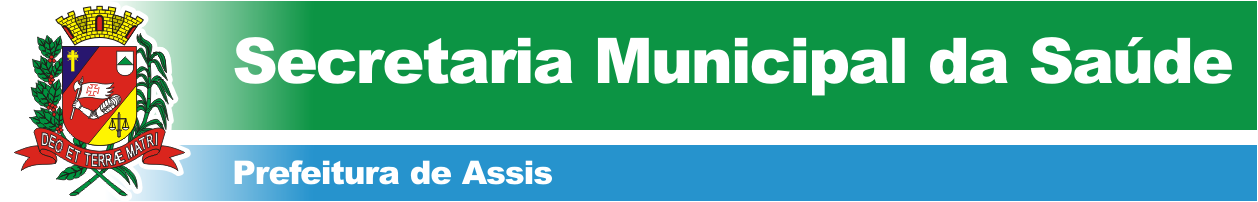 Secretaria Municipal da Saúde
Prefeitura de Assis
DEO ET TERRÆ MATRI